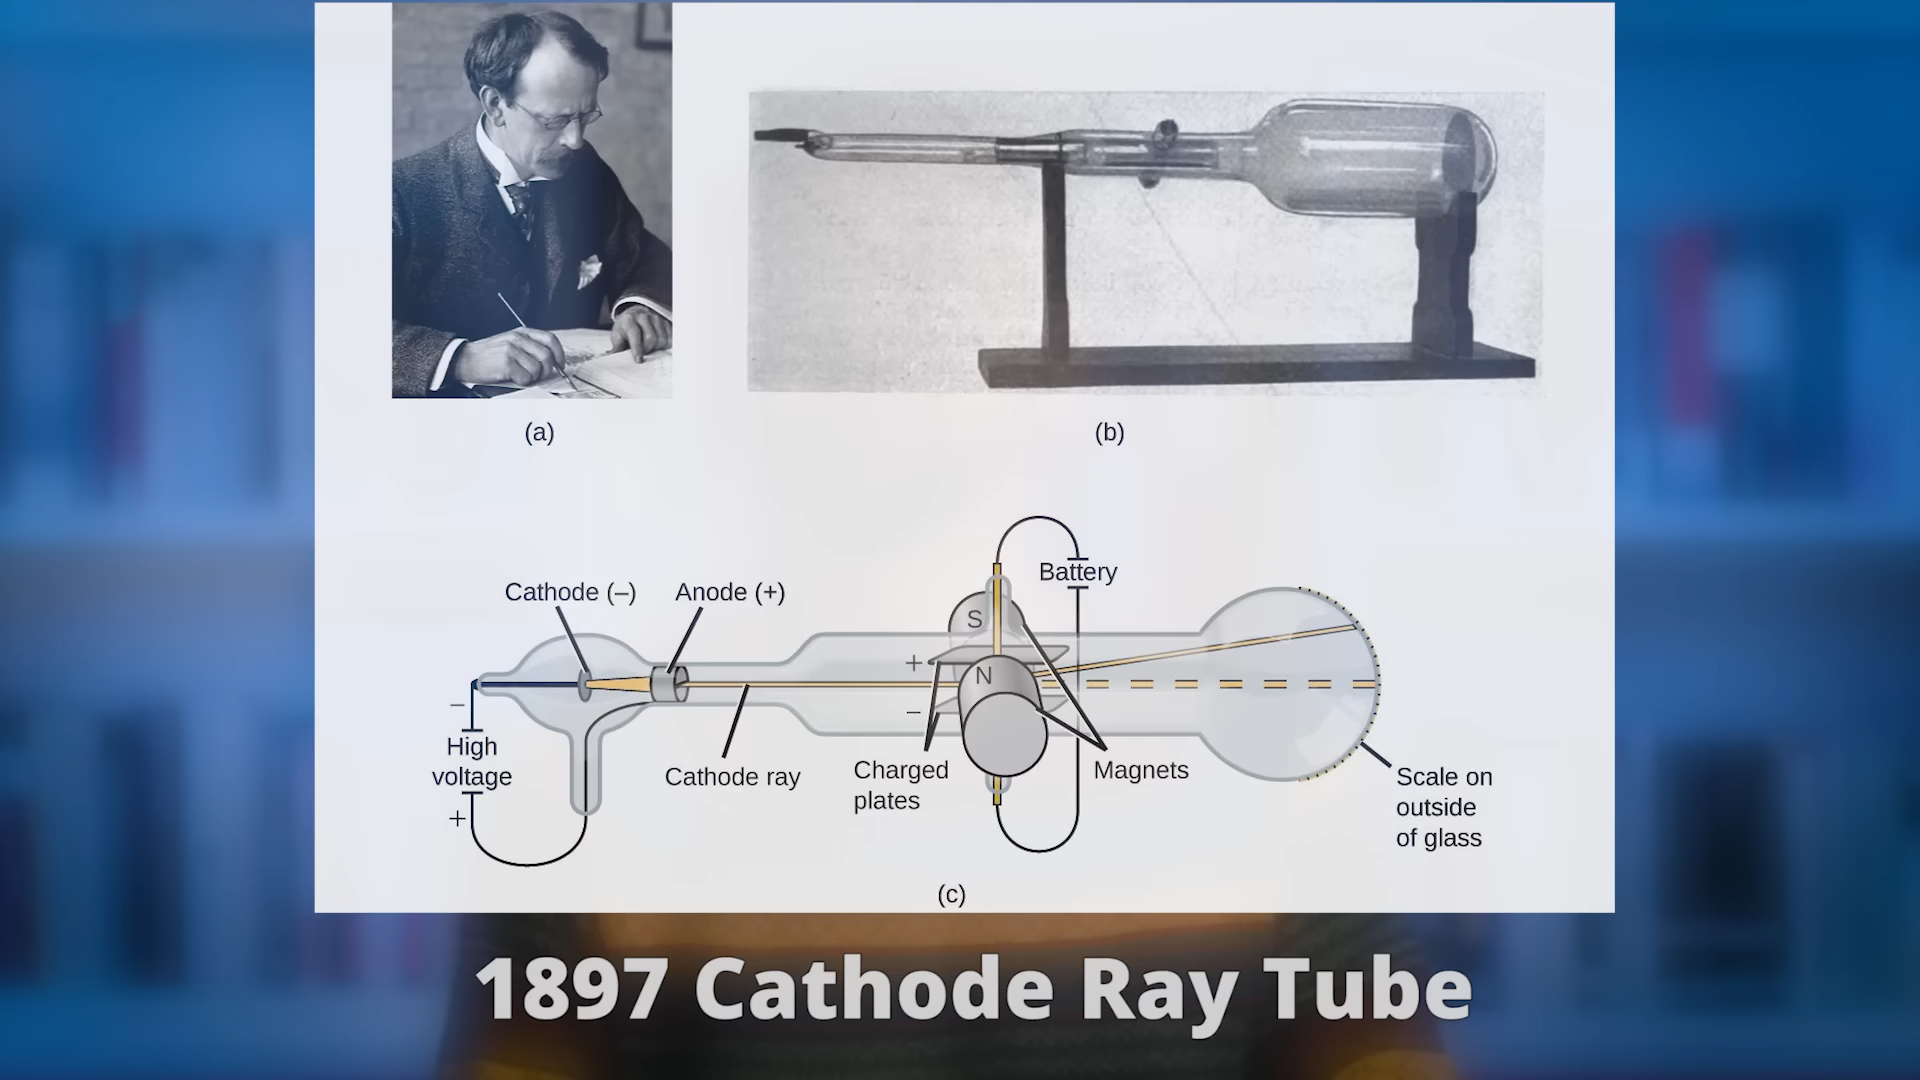 (a)
(b)
Battery
Cathode (–)
Anode (+)
S
+
N
–
–
High
voltage
+
Cathode ray
Charged
plates
Magnets
Scale on
outside
of glass
(c)
1897 Cathode Ray Tube